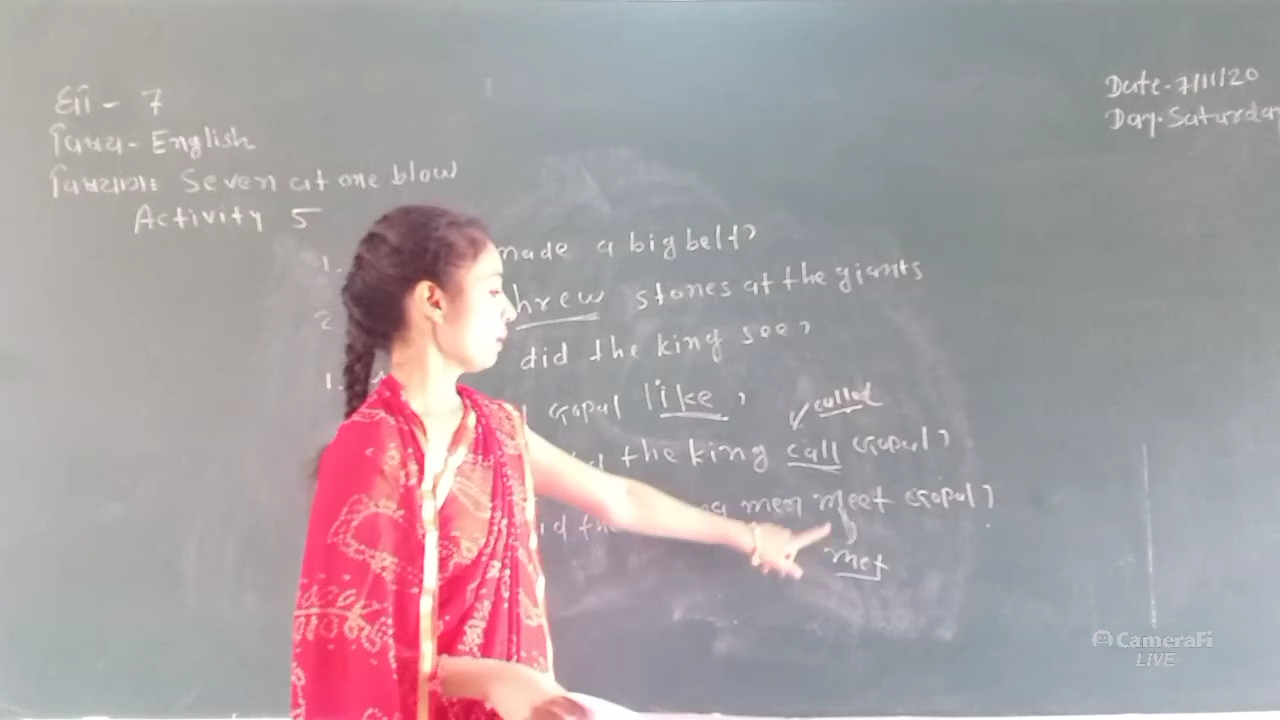 ધો - 7
વિષય - English
વિષયાંગ: Seven at one blow
Activity 5
Date - 7/11/20
Day. Saturday
1. made a big belt?
2 threw stones at the giants
1. did the king see?
Gopal like?
called
the king call Gopal?
the men meet Gopal?
met
CameraFi
LIVE